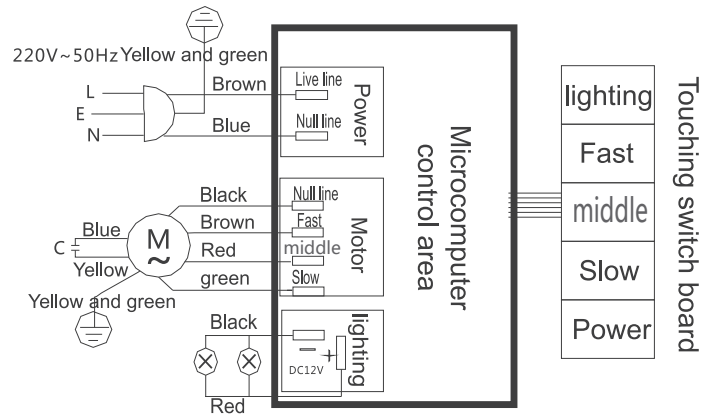 220V~50Hz Yellow and green
L
E
N
Brown
Blue
Live line
Null line
Power
Black
Brown
Red
green
Blue
C
Yellow
M
~
Yellow and green
Null line
Fast
middle
Slow
Motor
Black
Red
− +
DC12V
lighting
Microcomputer
control area
lighting
Fast
middle
Slow
Power
Touching switch board